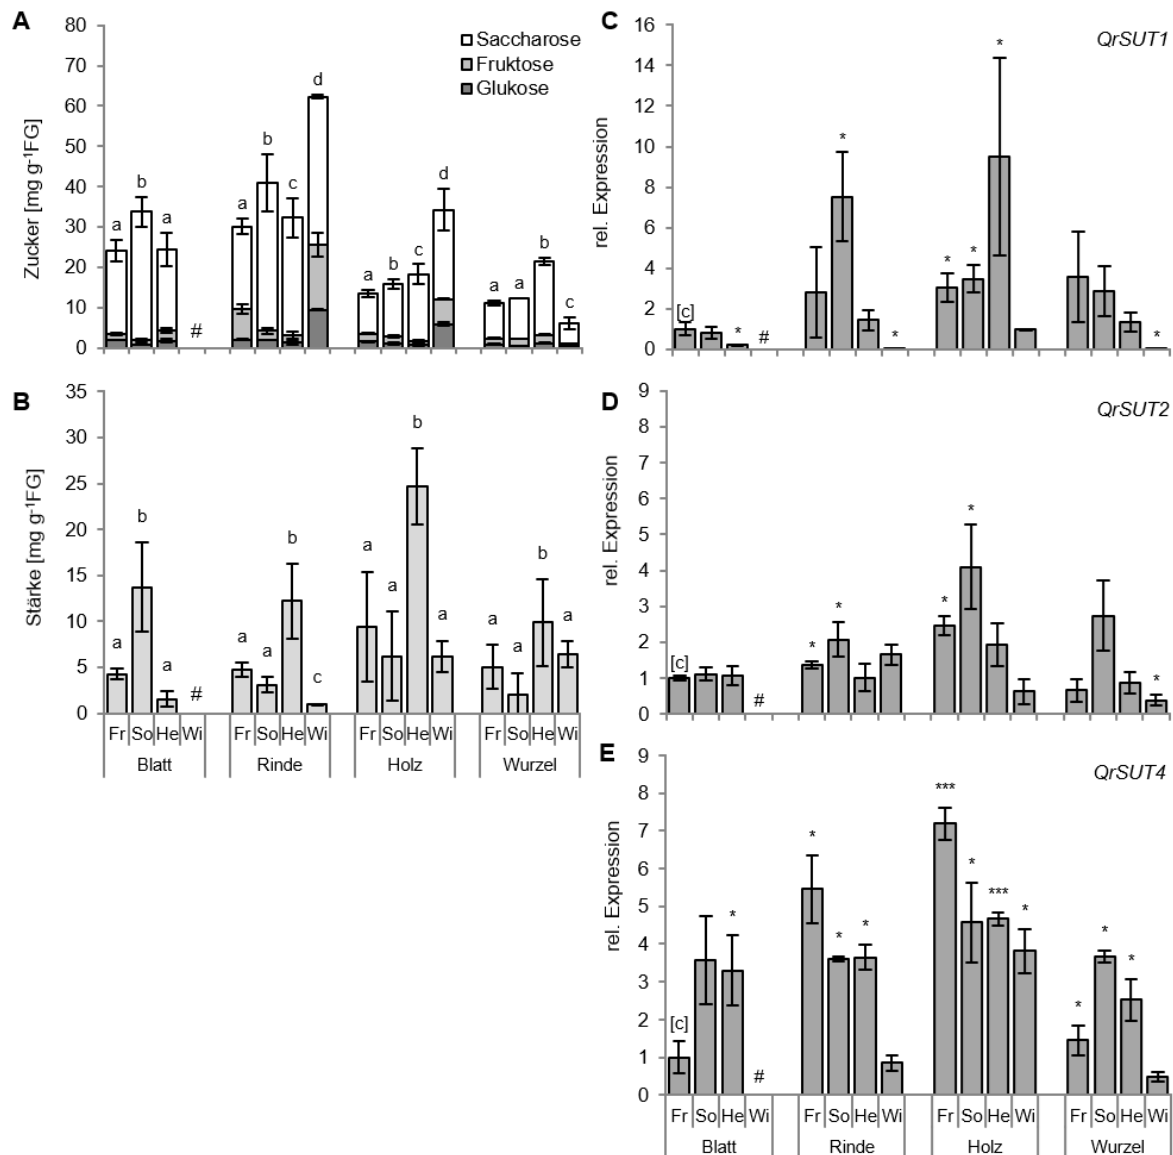 A
Zucker [mg g-1FG]
80
70
60
50
40
30
20
10
0
Saccharose
Fruktose
Glukose
a
b
a
#
a
b
c
d
a
b
c
d
a
a
b
c
B
Stärke [mg g-1FG]
35
30
25
20
15
10
5
0
a
b
a
#
a
a
b
c
a
a
b
a
a
a
b
a
Fr So He Wi Fr So He Wi Fr So He Wi Fr So He Wi
Blatt Rinde Holz Wurzel
C
QrSUT1
rel. Expression
16
14
12
10
8
6
4
2
0
[c]
*
#
*
*
*
*
*
*
D
QrSUT2
rel. Expression
9
8
7
6
5
4
3
2
1
0
[c]
#
*
*
*
*
*
E
QrSUT4
rel. Expression
9
8
7
6
5
4
3
2
1
0
[c]
*
#
*
*
*
***
*
***
*
*
*
*
Fr So He Wi Fr So He Wi Fr So He Wi Fr So He Wi
Blatt Rinde Holz Wurzel